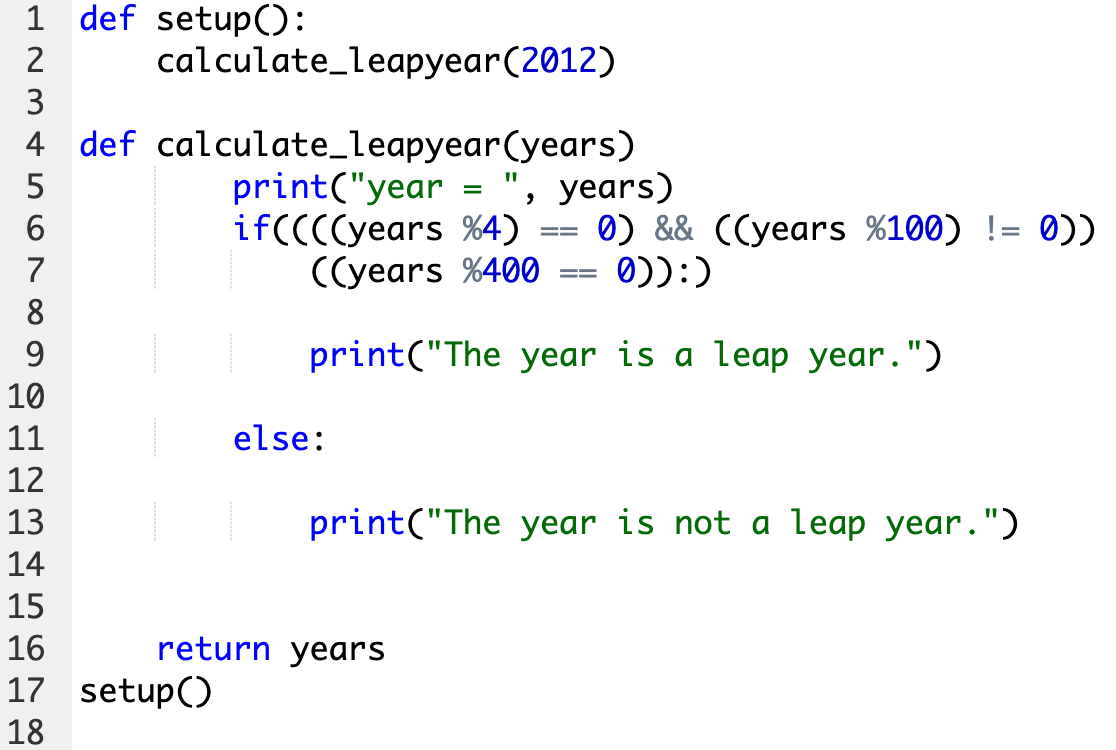 1 def setup():
2     calculate_leapyear(2012)
3
4 def calculate_leapyear(years)
5         print("year = ", years)
6         if((((years %4) == 0) && ((years %100) != 0))
7             ((years %400 == 0)):)
8
9             print("The year is a leap year.")
10
11         else:
12
13             print("The year is not a leap year.")
14
15
16     return years
17 setup()
18